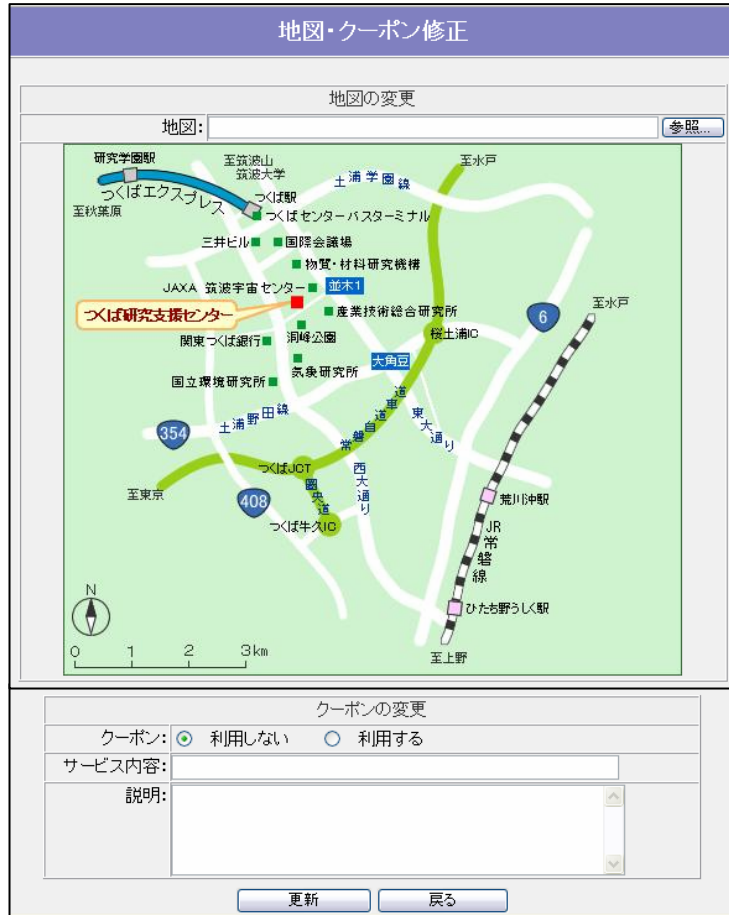 地図・クーポン修正
地図の変更
地図:
参照...
研究学園駅
至筑波山
筑波大学
土浦学園線
至水戸
つくばエクスプレス
つくば駅
至秋葉原
つくばセンターバスターミナル
三井ビル
国際会議場
物質・材料研究機構
JAXA 筑波宇宙センター
並木1
つくば研究支援センター
産業技術総合研究所
6
至水戸
関東つくば銀行
洞峰公園
桜土浦IC
大角豆
国立環境研究所
気象研究所
土浦野田線
常磐自動車道
東大通り
354
つくばJCT
西大通り
至東京
408
圏央道
つくば牛久IC
荒川沖駅
JR常磐線
N
ひたち野うしく駅
0 1 2 3km
至上野
クーポンの変更
クーポン: 利用しない 利用する
サービス内容:
説明:
更新 戻る